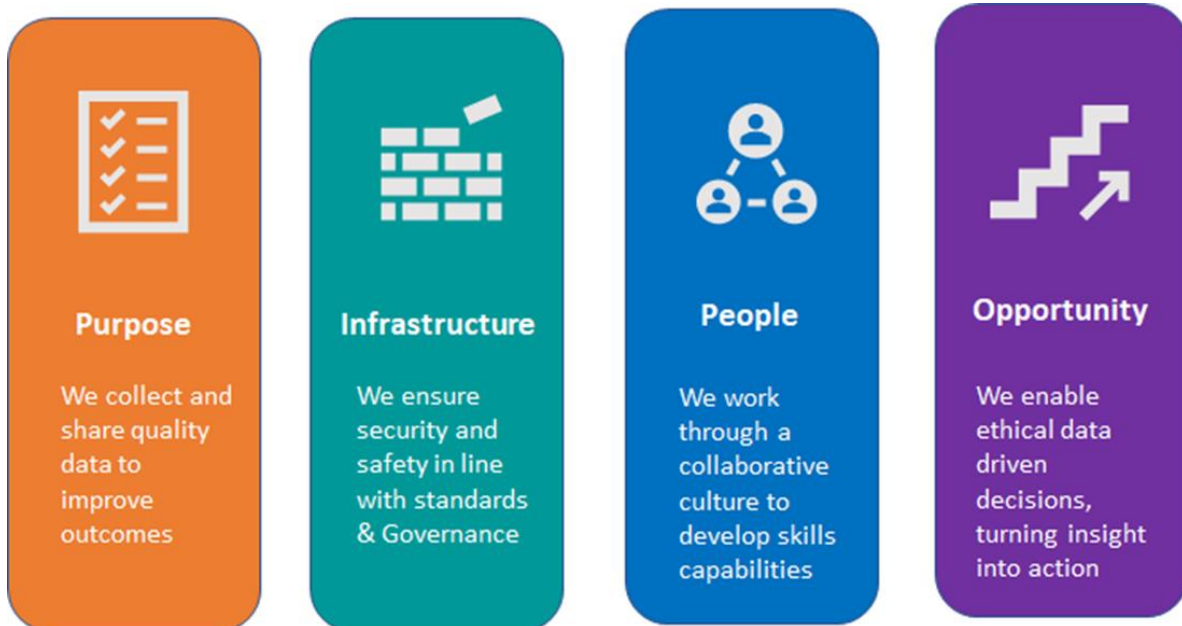 Purpose
We collect and
share quality
data to
improve
outcomes
Infrastructure
We ensure
security and
safety in line
with standards
& Governance
People
We work
through a
collaborative
culture to
develop skills
capabilities
Opportunity
We enable
ethical data
driven
decisions,
turning insight
into action